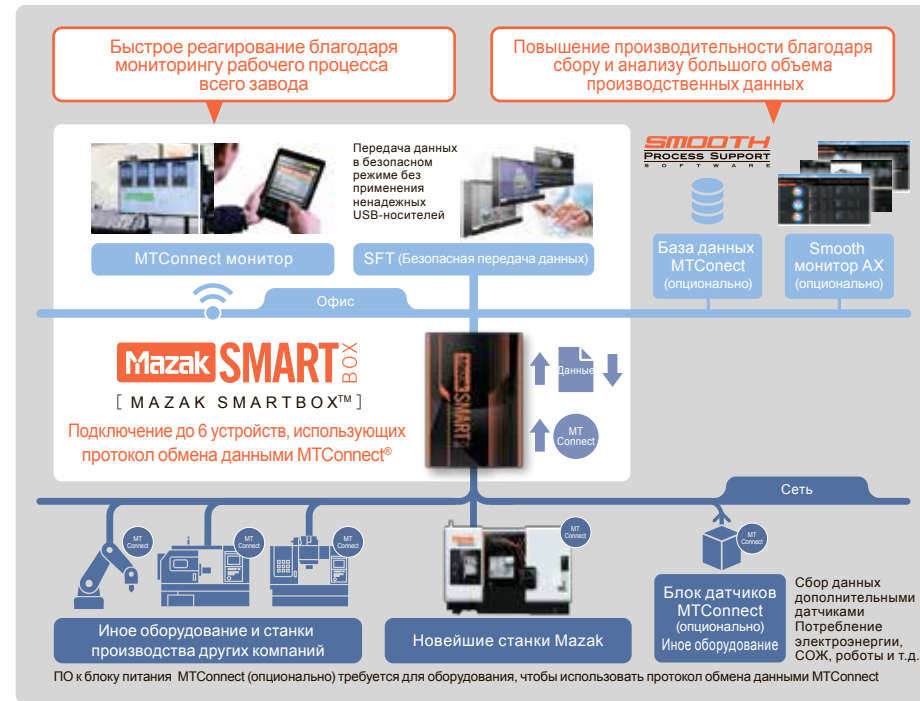 Быстрое реагирование благодаря
мониторингу рабочего процесса
всего завода
Повышение производительности благодаря
сбору и анализу большого объема
производственных данных
Передача данных
в безопасном
режиме без
применения
ненадежных
USB-носителей
SMOOTH
PROCESS SUPPORT
SOFTWARE
MTConnect монитор
SFT (Безопасная передача данных)
База данных
MTConect
(опционально)
Smooth
монитор AX
(опционально)
Офис
Mazak SMART BOX
[ MAZAK SMARTBOX™ ]
Подключение до 6 устройств, использующих
протокол обмена данными MTConnect®
Mazak SMART
Данные
MT
Connect
Сеть
MT
Connect
MT
Connect
MT
Connect
MT
Connect
MT
Connect
Иное оборудование и станки
производства других компаний
Новейшие станки Mazak
Блок датчиков
MTConnect
(опционально)
Иное оборудование
Сбор данных
дополнительными
датчиками
Потребление
электроэнергии,
СОЖ, роботы и т.д.
ПО к блоку питания MTConnect (опционально) требуется для оборудования, чтобы использовать протокол обмена данными MTConnect